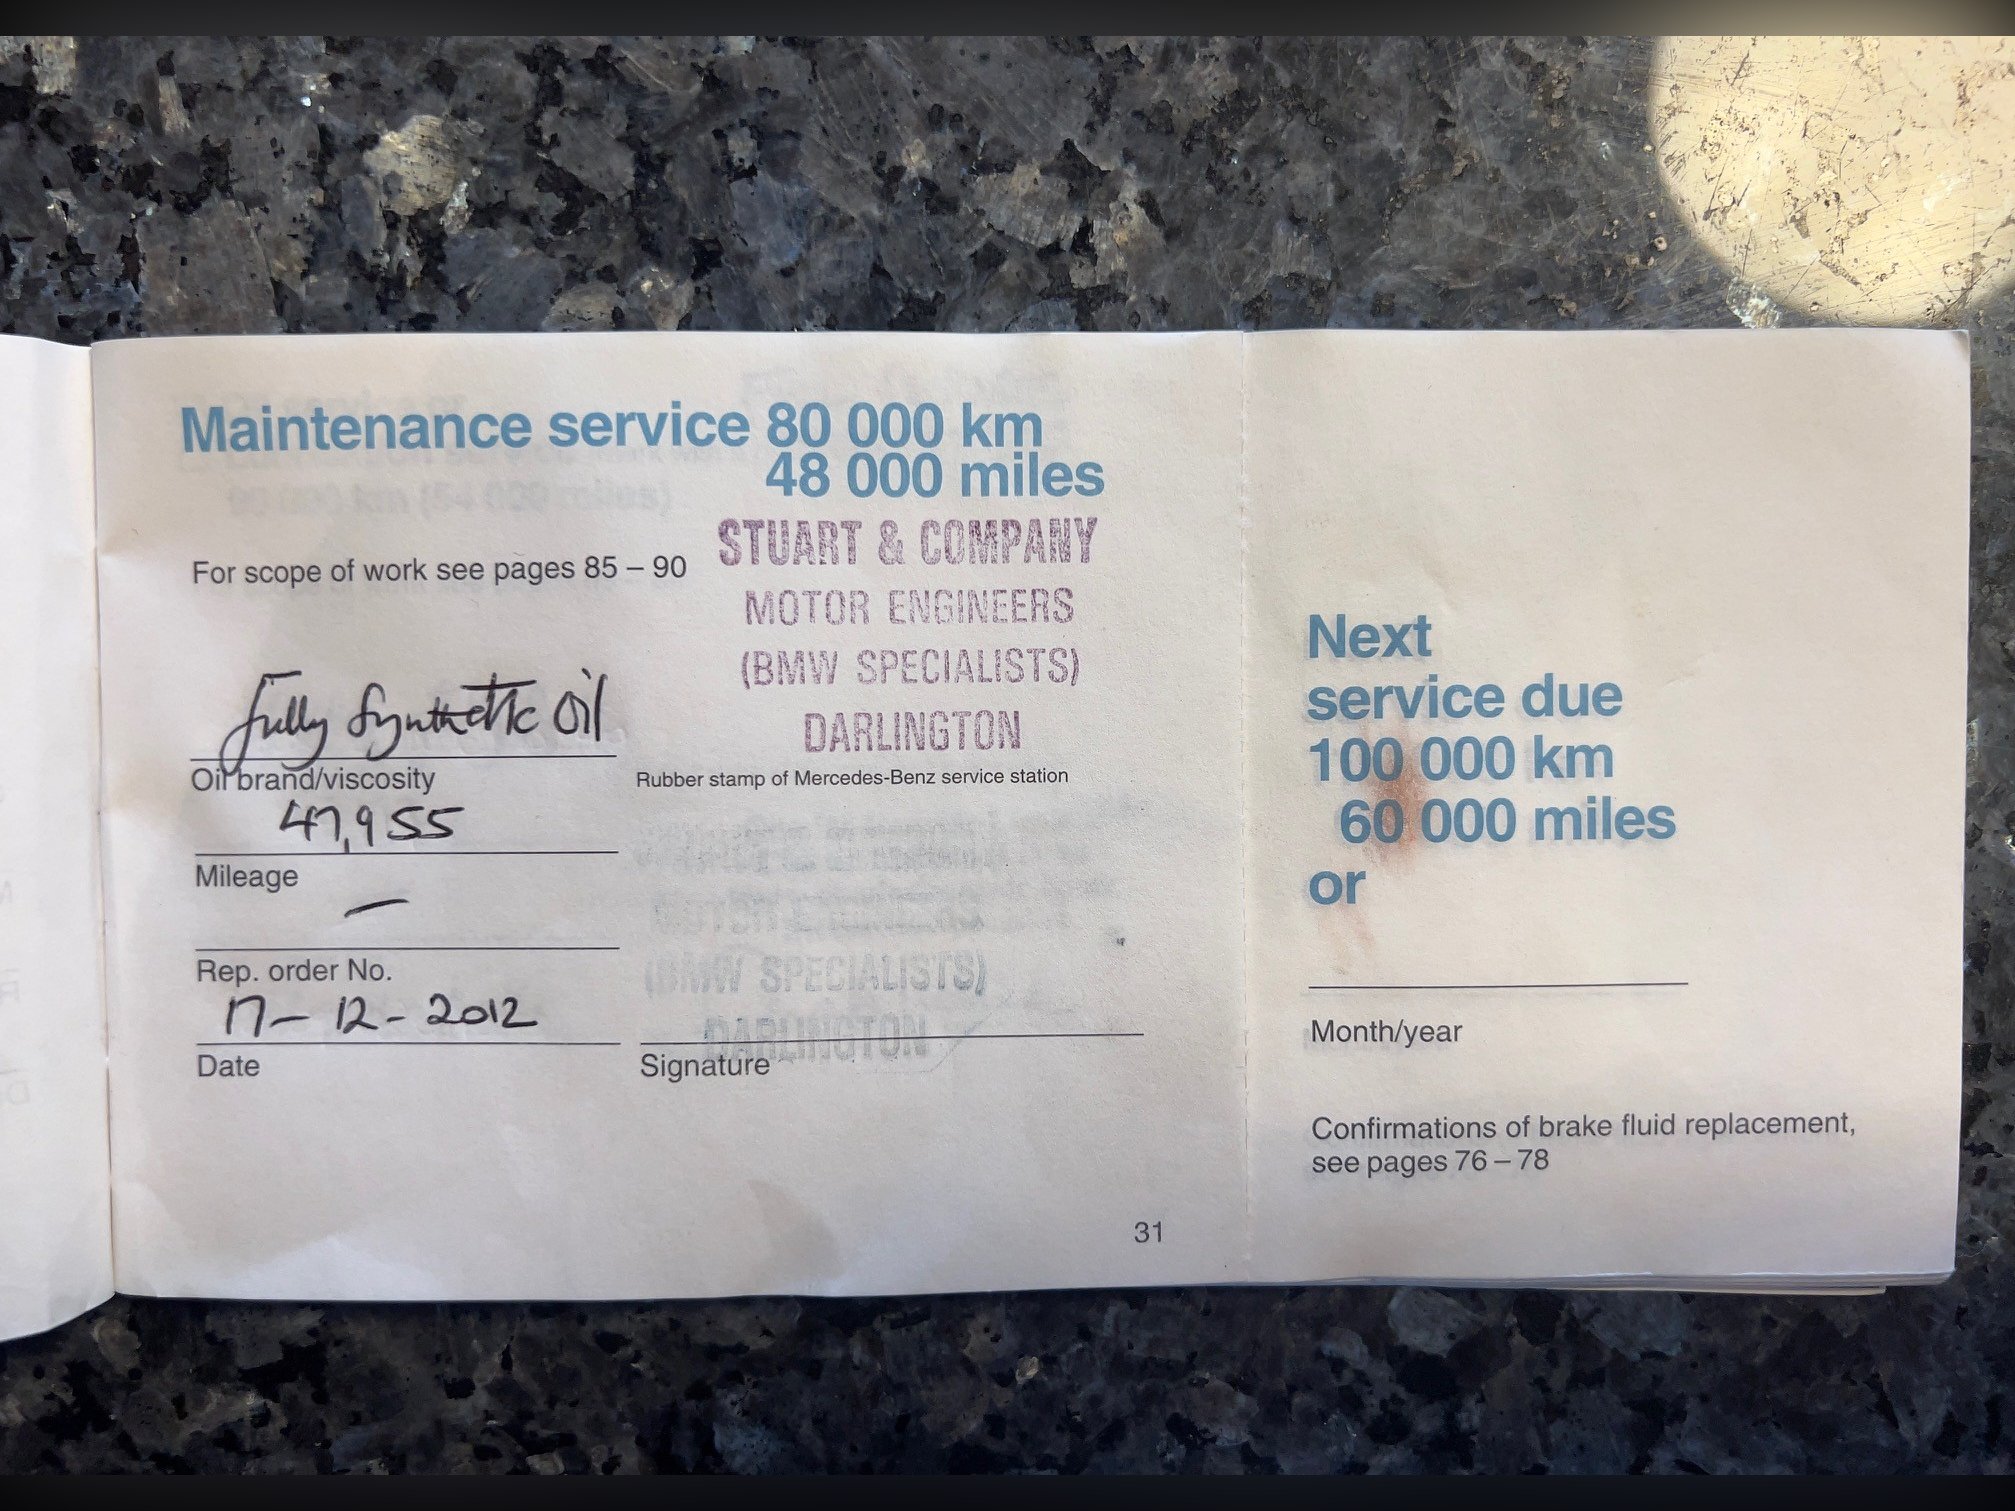 Maintenance service 80 000 km
48 000 miles
STUART & COMPANY
MOTOR ENGINEERS
(BMW SPECIALISTS)
DARLINGTON
For scope of work see pages 85 – 90
Fully Synthetic Oil
Oil brand/viscosity
Rubber stamp of Mercedes-Benz service station
47,955
Mileage
—
Rep. order No.
17-12-2012
Date
(BMW SPECIALISTS)
DARLINGTON
Signature
31
Next
service due
100 000 km
60 000 miles
or
Month/year
Confirmations of brake fluid replacement,
see pages 76 – 78